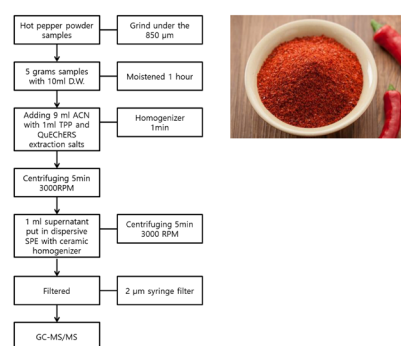 Hot pepper powder
samples
Grind under the
850 μm
5 grams samples
with 10ml D.W.
Moistened 1 hour
Adding 9 ml ACN
with 1ml TPP and
QuEChERS
extraction salts
Homogenizer
1min
Centrifuging 5min
3000RPM
1 ml supernatant
put in dispersive
SPE with ceramic
homogenizer
Centrifuging 5min
3000 RPM
Filtered
2 μm syringe filter
GC-MS/MS